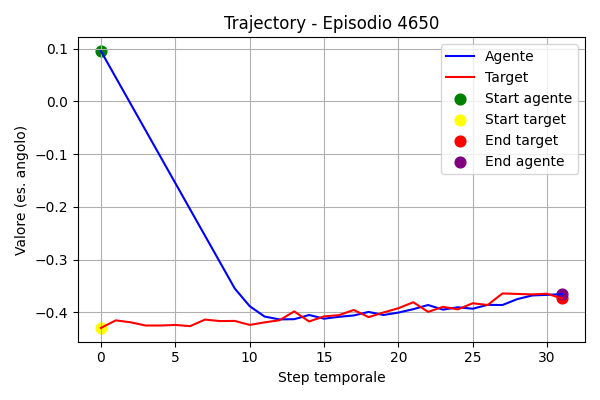 Trajectory - Episodio 4650
Valore (es. angolo)
0.1
0.0
−0.1
−0.2
−0.3
−0.4
0
5
10
15
20
25
30
Step temporale
Agente
Target
Start agente
Start target
End target
End agente